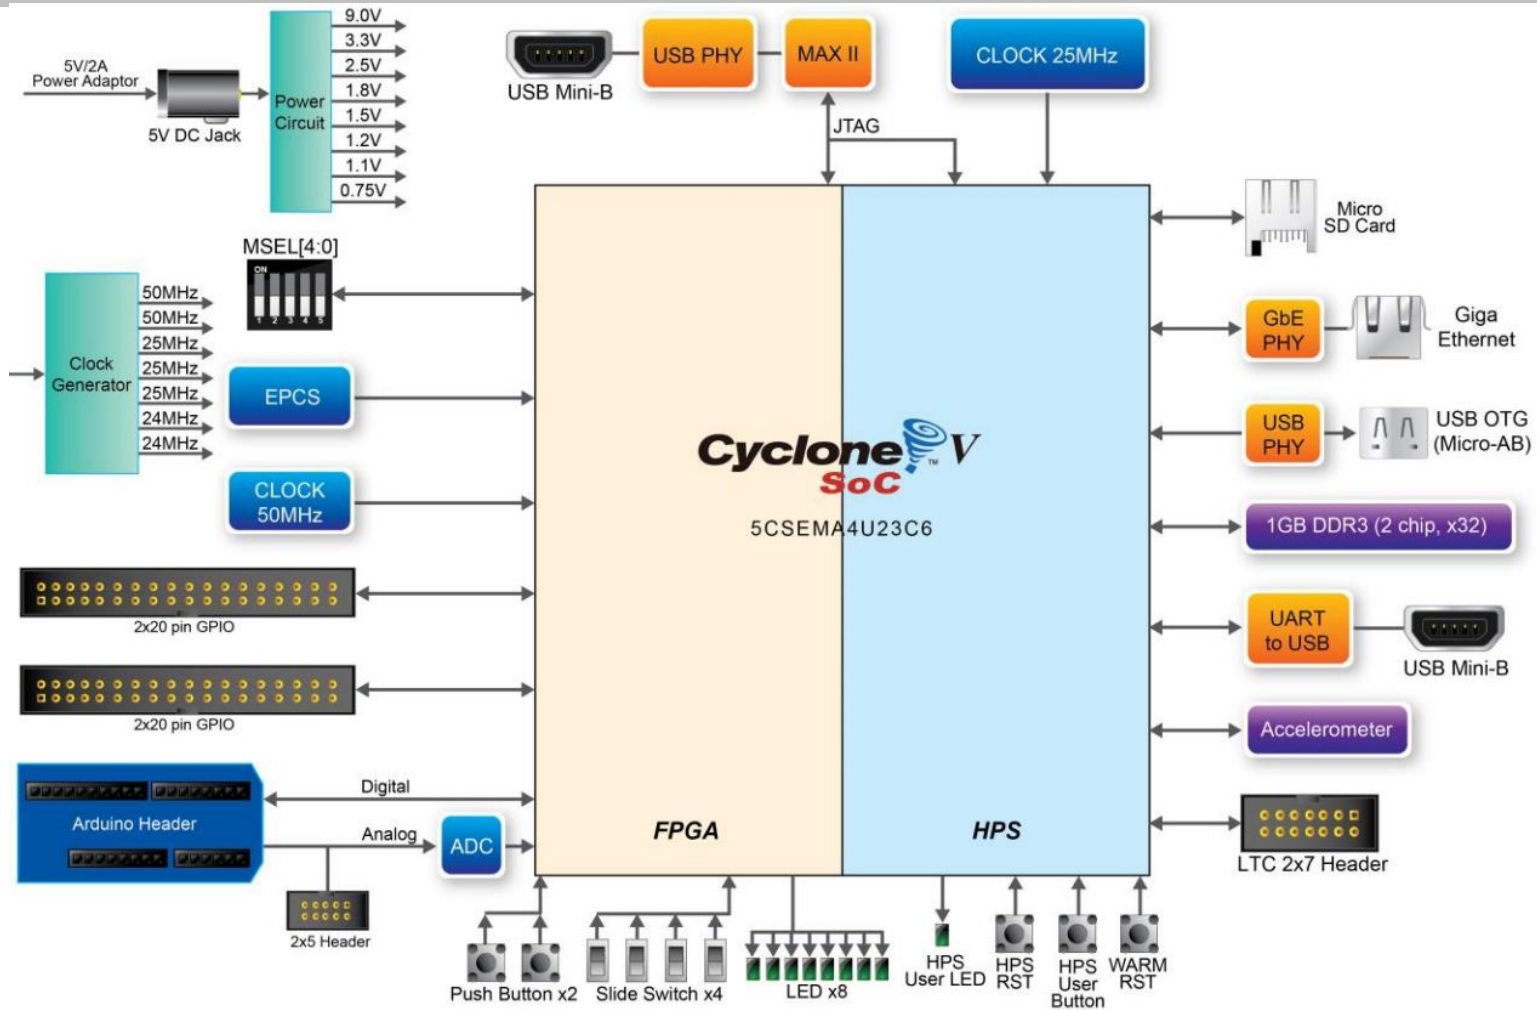 9.0V
3.3V
2.5V
1.8V
1.5V
1.2V
1.1V
0.75V
5V/2A
Power Adaptor
5V DC Jack
Power
Circuit
USB Mini-B
USB PHY
MAX II
CLOCK 25MHz
JTAG
MSEL[4:0]
ON
1 2 3 4 5
Clock
Generator
50MHz
50MHz
25MHz
25MHz
25MHz
24MHz
24MHz
EPCS
CLOCK
50MHz
2x20 pin GPIO
2x20 pin GPIO
Arduino Header
Digital
Analog
ADC
2x5 Header
Cyclone V
TM
SoC
5CSEMA4U23C6
FPGA
HPS
Micro
SD Card
GbE
PHY
Giga
Ethernet
USB
PHY
USB OTG
(Micro-AB)
1GB DDR3 (2 chip, x32)
UART
to USB
USB Mini-B
Accelerometer
LTC 2x7 Header
Push Button x2
Slide Switch x4
LED x8
HPS
User LED
HPS
RST
HPS
User
Button
WARM
RST